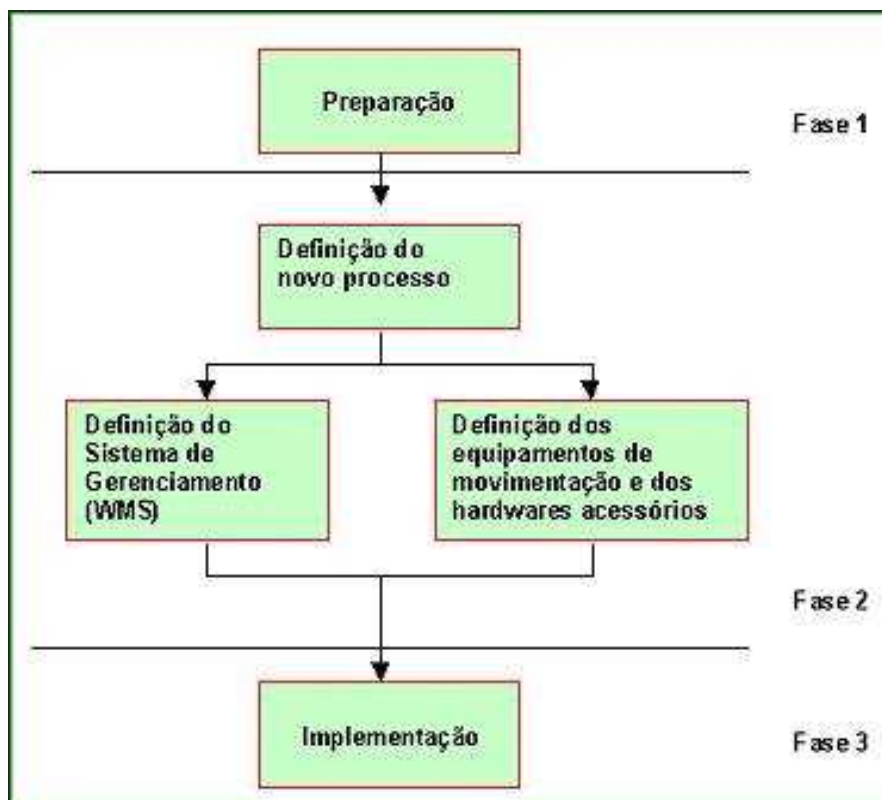 Preparação
Fase 1
Definição do
novo processo
Definição do
Sistema de
Gerenciamento
(WMS)
Definição dos
equipamentos de
movimentação e dos
hardwares acessórios
Fase 2
Implementação
Fase 3